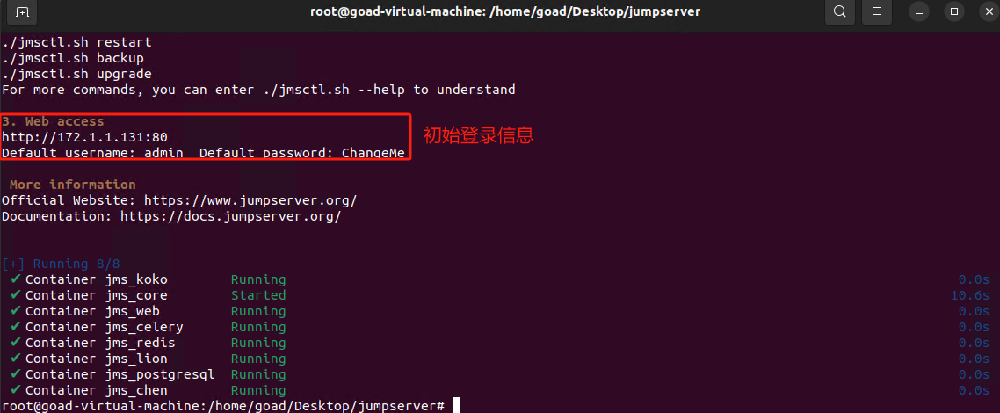 root@goad-virtual-machine: /home/goad/Desktop/jumpserver
./jmsctl.sh restart
./jmsctl.sh backup
./jmsctl.sh upgrade
For more commands, you can enter ./jmsctl.sh --help to understand
3. Web access
http://172.1.1.131:80
Default username: admin  Default password: ChangeMe
初始登录信息
More information
Official Website: https://www.jumpserver.org/
Documentation: https://docs.jumpserver.org/
[+] Running 8/8
✔ Container jms_koko Running 0.0s
✔ Container jms_core Started 10.6s
✔ Container jms_web Running 0.0s
✔ Container jms_celery Running 0.0s
✔ Container jms_redis Running 0.0s
✔ Container jms_lion Running 0.0s
✔ Container jms_postgresql Running 0.0s
✔ Container jms_chen Running 0.0s
root@goad-virtual-machine:/home/goad/Desktop/jumpserver#